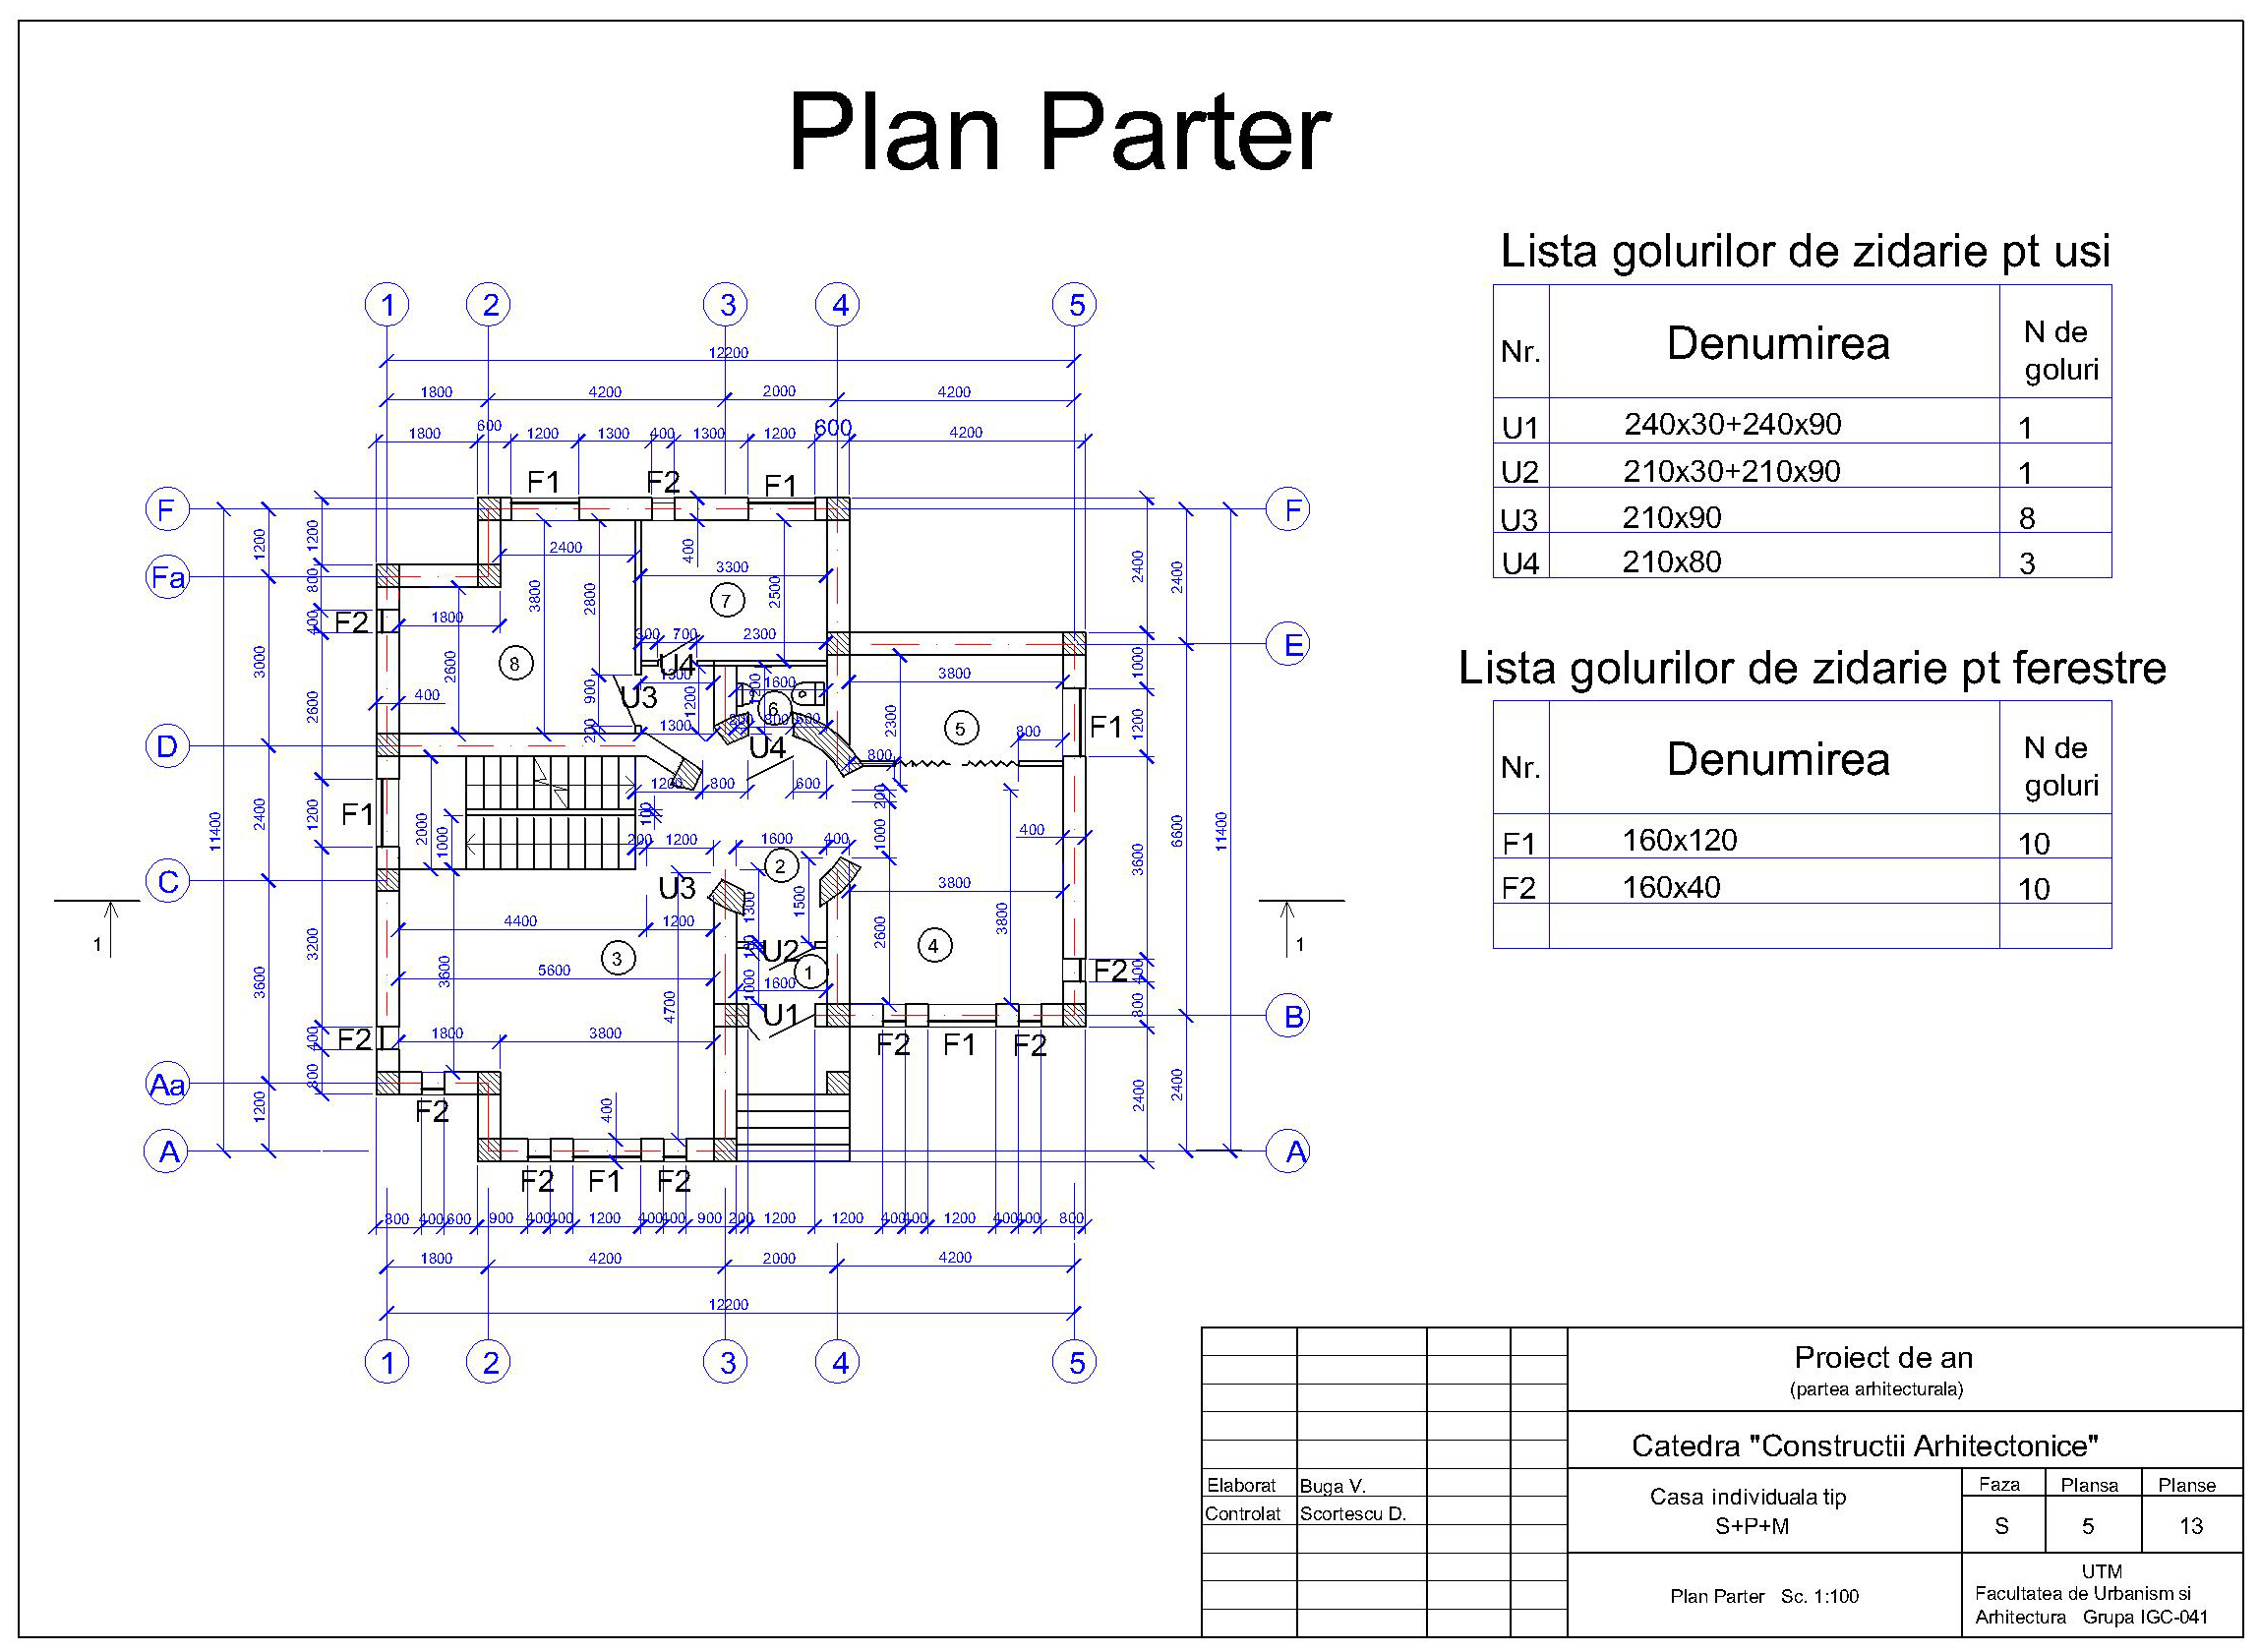 Plan Parter
Lista golurilor de zidarie pt usi
Nr. Denumirea N de goluri
U1 240x30+240x90 1
U2 210x30+210x90 1
U3 210x90 8
U4 210x80 3
Lista golurilor de zidarie pt ferestre
Nr. Denumirea N de goluri
F1 160x120 10
F2 160x40 10
1 2 3 4 5
12200
1800 4200 2000 4200
1800 600 1200 1300 400 1300 1200 600 4200
F1 F2 F1
F F
1200 1200 2400 2400
2400 400
Fa
800 3800 2800 3300 2500
7
400 F2 1800
300 700 2300
E
3000 2600 8 U4 1000
1300 1600 3800
400 900 U3 1200 1200 6
2600 200 1300 200 800 600 2300 5 800 F1 1200
D
U4 800
1200 800 600
F1 1200 2400 11400 2000 1000 100 200 1000 400 6600 11400 3600
200 1200 1600 400
2
C
U3 3800
1300 1500 3800
4400 1200
1 1
3200 3 2600 4
U2 100
5600 3600 1 F2 400
3600 1000 1600
4700 U1 800
B
400 F2 1800 3800 F2 F1 F2
800
Aa
1200 F2 400 2400 2400
A A
F2 F1 F2
800 400 600 900 400 400 1200 400 400 900 200 1200 1200 400 400 1200 400 400 800
1800 4200 2000 4200
12200
1 2 3 4 5
Proiect de an
(partea arhitecturala)
Catedra "Constructii Arhitectonice"
Elaborat Buga V.
Controlat Scortescu D.
Casa individuala tip
S+P+M
Faza Plansa Planse
S 5 13
Plan Parter Sc. 1:100
UTM
Facultatea de Urbanism si
Arhitectura Grupa IGC-041